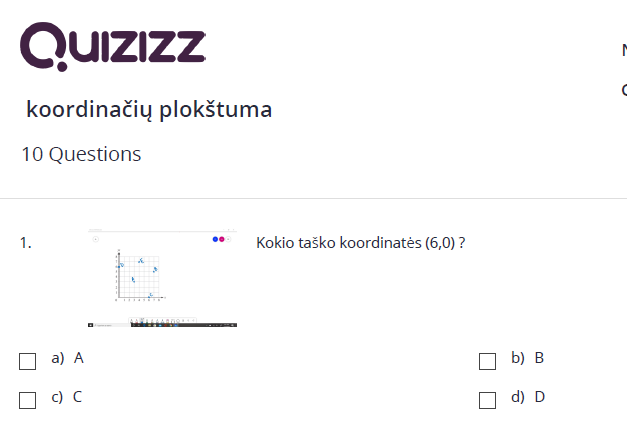 Quizizz
koordinačių plokštuma
10 Questions
1.
Kokio taško koordinatės (6,0) ?
a) A
b) B
c) C
d) D